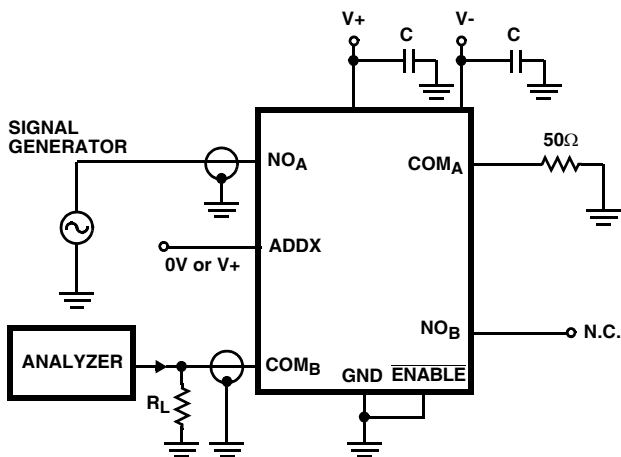 V+
V-
C
C
SIGNAL
GENERATOR
NOA
COMA
50Ω
ADDX
0V or V+
NOB
N.C.
ANALYZER
COMB
RL
GND
ENABLE